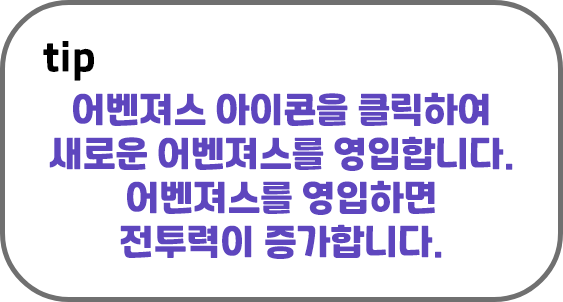 tip
어벤져스 아이콘을 클릭하여
새로운 어벤져스를 영입합니다.
어벤져스를 영입하면
전투력이 증가합니다.